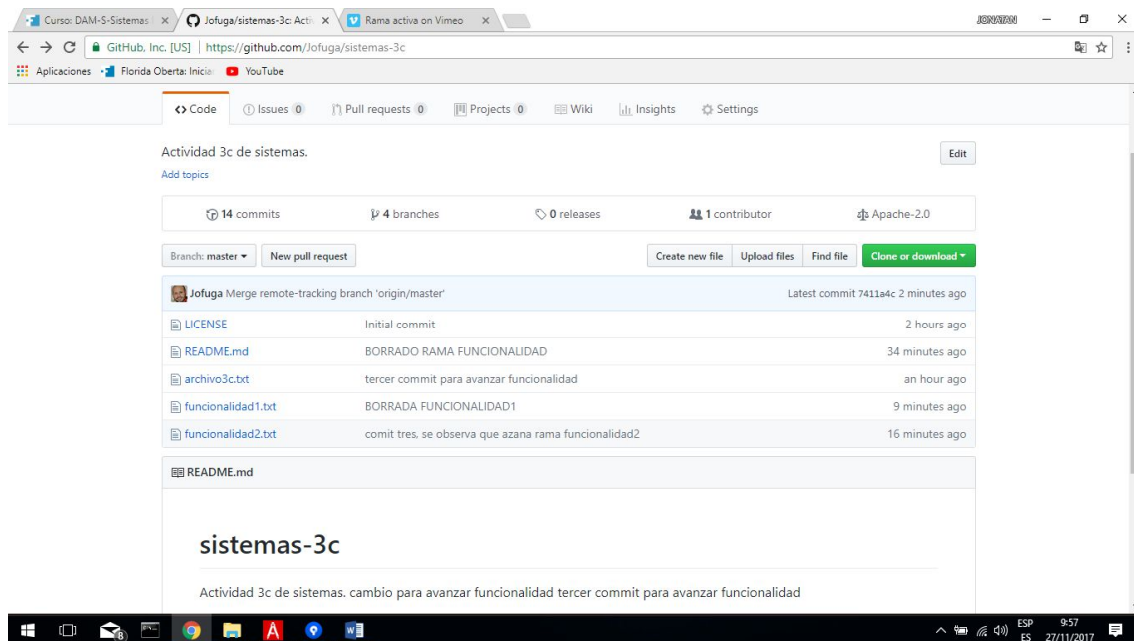 Curso: DAM-S-Sistemas
Jofuga/sistemas-3c: Acti
Rama activa on Vimeo
JONATAN
GitHub, Inc. [US] | https://github.com/Jofuga/sistemas-3c
Aplicaciones
Florida Oberta: Iniciar
YouTube
Code
Issues 0
Pull requests 0
Projects 0
Wiki
Insights
Settings
Actividad 3c de sistemas.
Edit
Add topics
14 commits
4 branches
0 releases
1 contributor
Apache-2.0
Branch: master
New pull request
Create new file
Upload files
Find file
Clone or download
Jofuga Merge remote-tracking branch 'origin/master'
Latest commit 7411a4c 2 minutes ago
LICENSE
Initial commit
2 hours ago
README.md
BORRADO RAMA FUNCIONALIDAD
34 minutes ago
archivo3c.txt
tercer commit para avanzar funcionalidad
an hour ago
funcionalidad1.txt
BORRADA FUNCIONALIDAD1
9 minutes ago
funcionalidad2.txt
comit tres, se observa que azana rama funcionalidad2
16 minutes ago
README.md
sistemas-3c
Actividad 3c de sistemas. cambio para avanzar funcionalidad tercer commit para avanzar funcionalidad
8
ESP
ES
9:57
27/11/2017